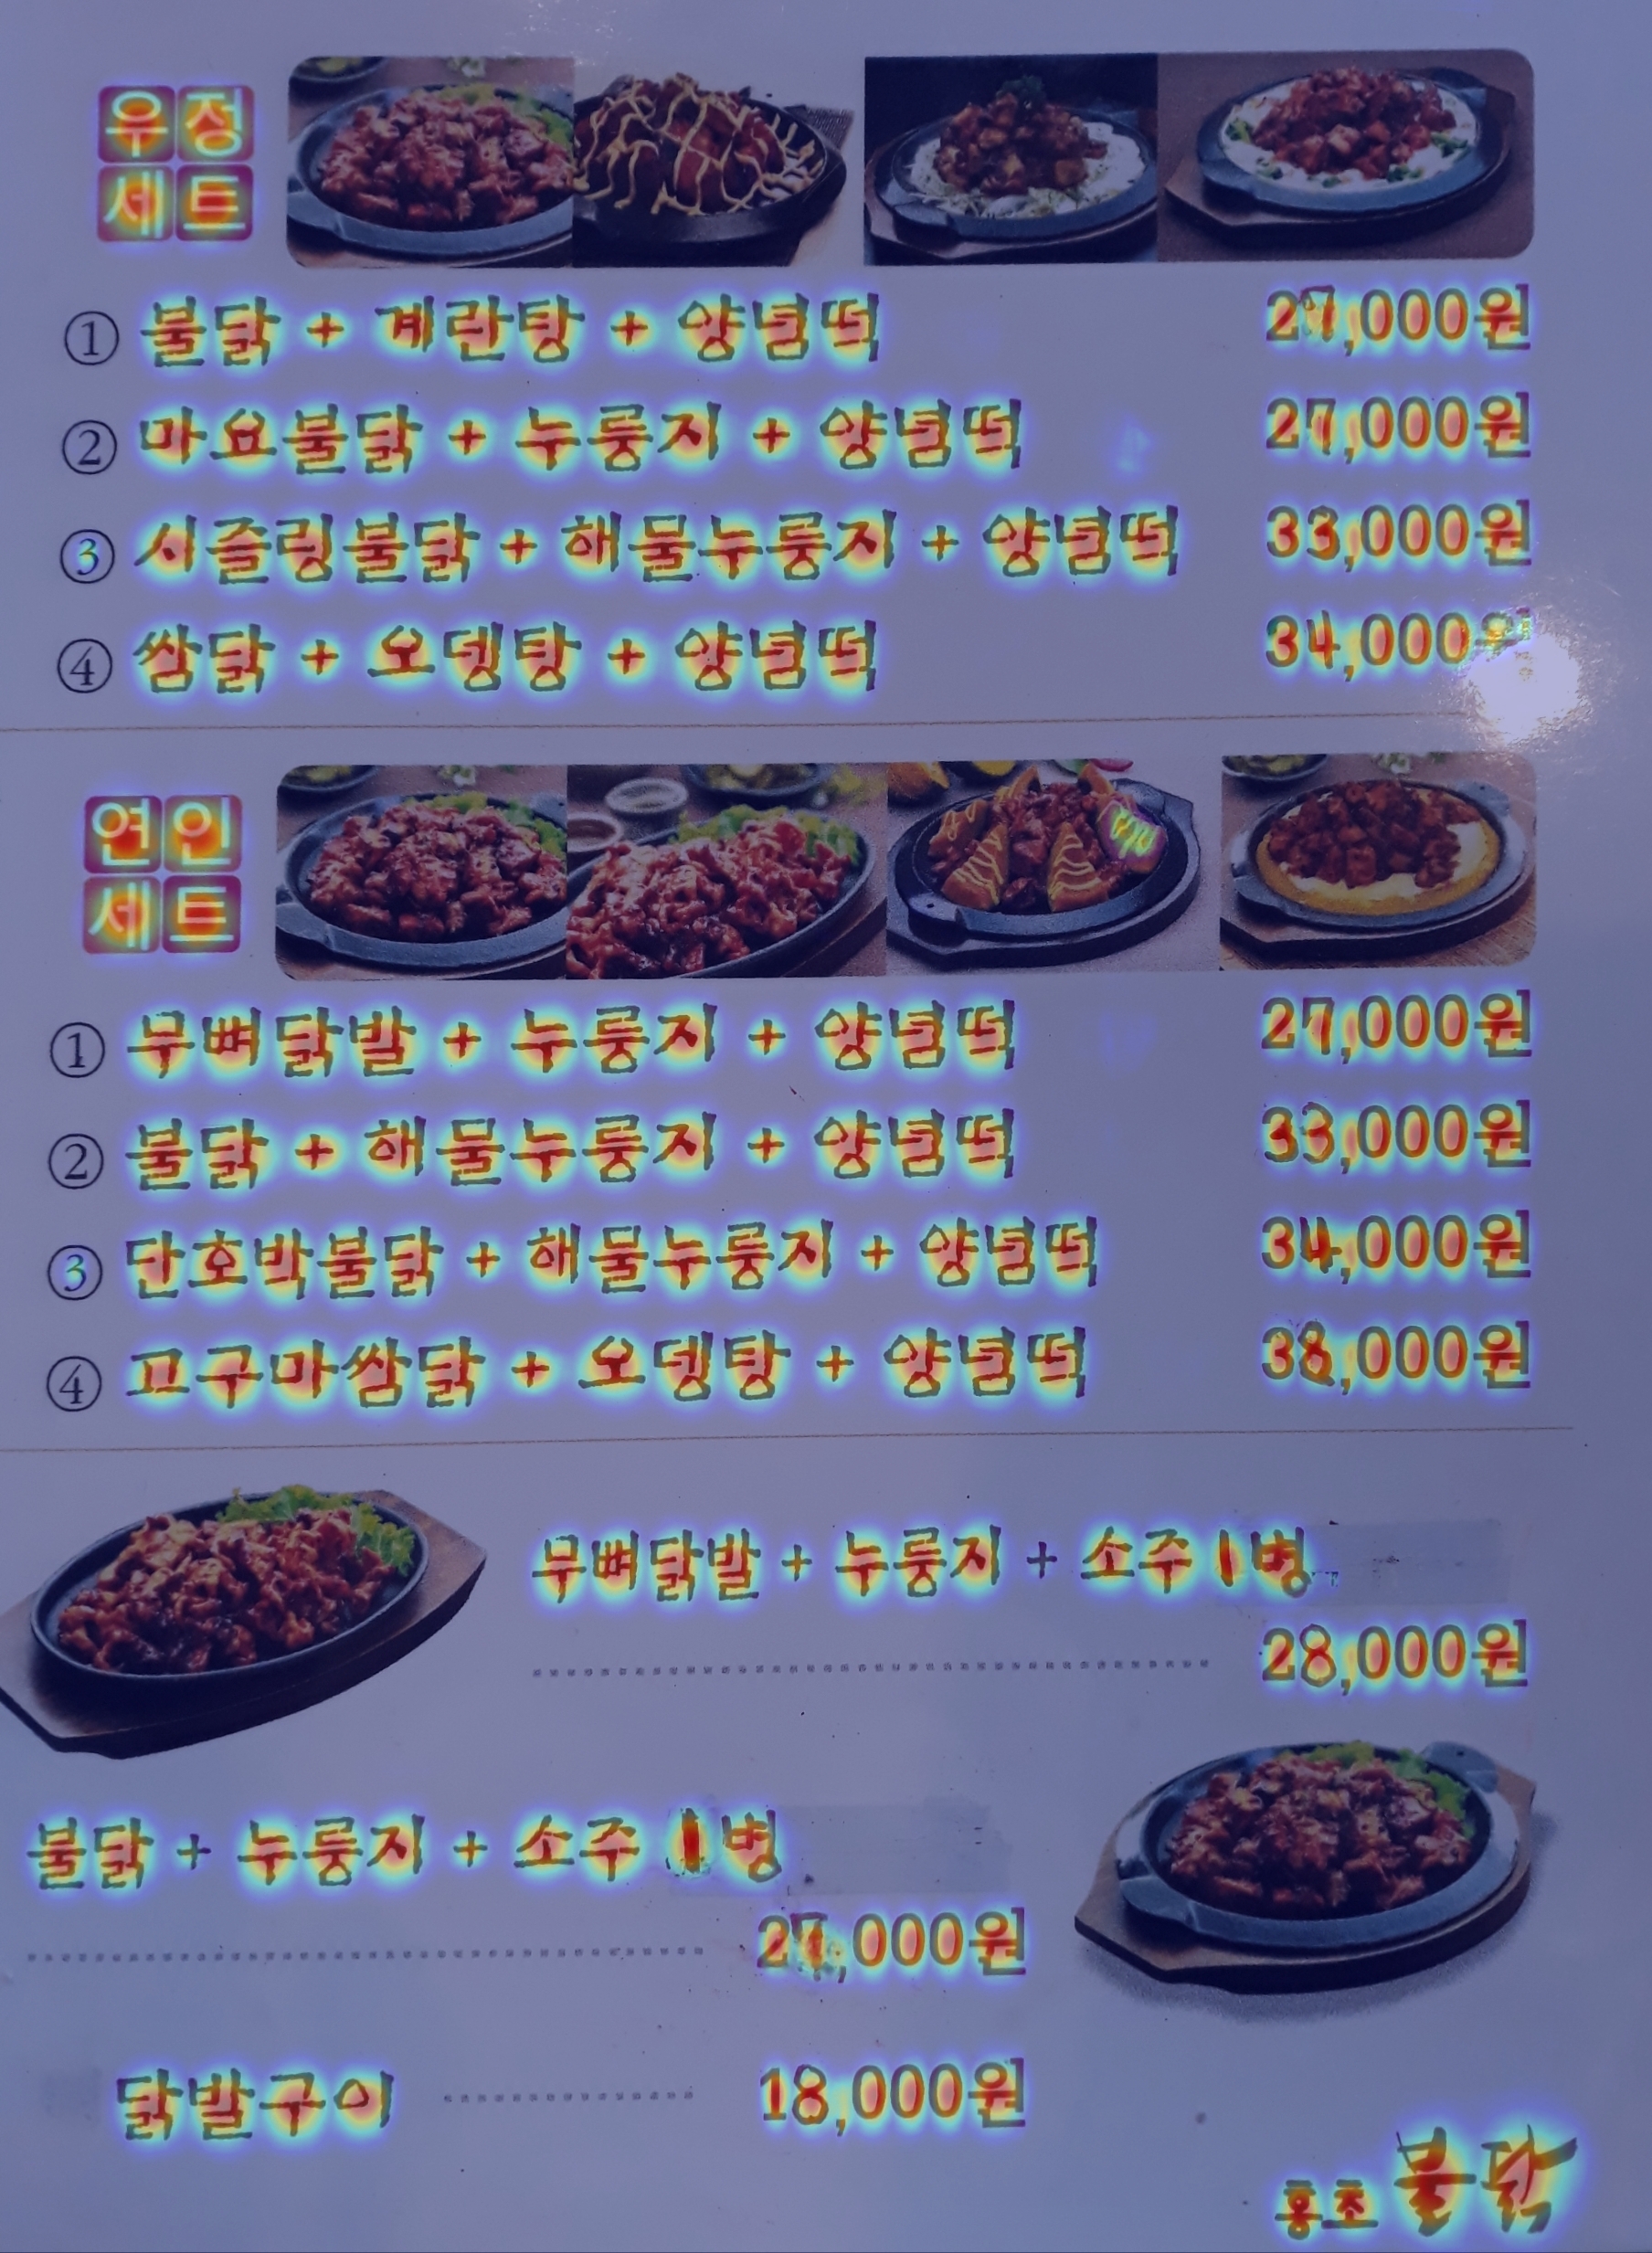 우정
세트
① 불닭 + 계란탕 + 양념떡 27,000원
② 마요불닭 + 누룽지 + 양념떡 27,000원
③ 시즐링불닭 + 해물누룽지 + 양념떡 33,000원
④ 쌈닭 + 오뎅탕 + 양념떡 34,000원
연인
세트
① 무뼈닭발 + 누룽지 + 양념떡 27,000원
② 불닭 + 해물누룽지 + 양념떡 33,000원
③ 단호박불닭 + 해물누룽지 + 양념떡 34,000원
④ 고구마쌈닭 + 오뎅탕 + 양념떡 38,000원
무뼈닭발 + 누룽지 + 소주 1병
28,000원
불닭 + 누룽지 + 소주 1병
27,000원
닭발구이 18,000원
홍초불닭